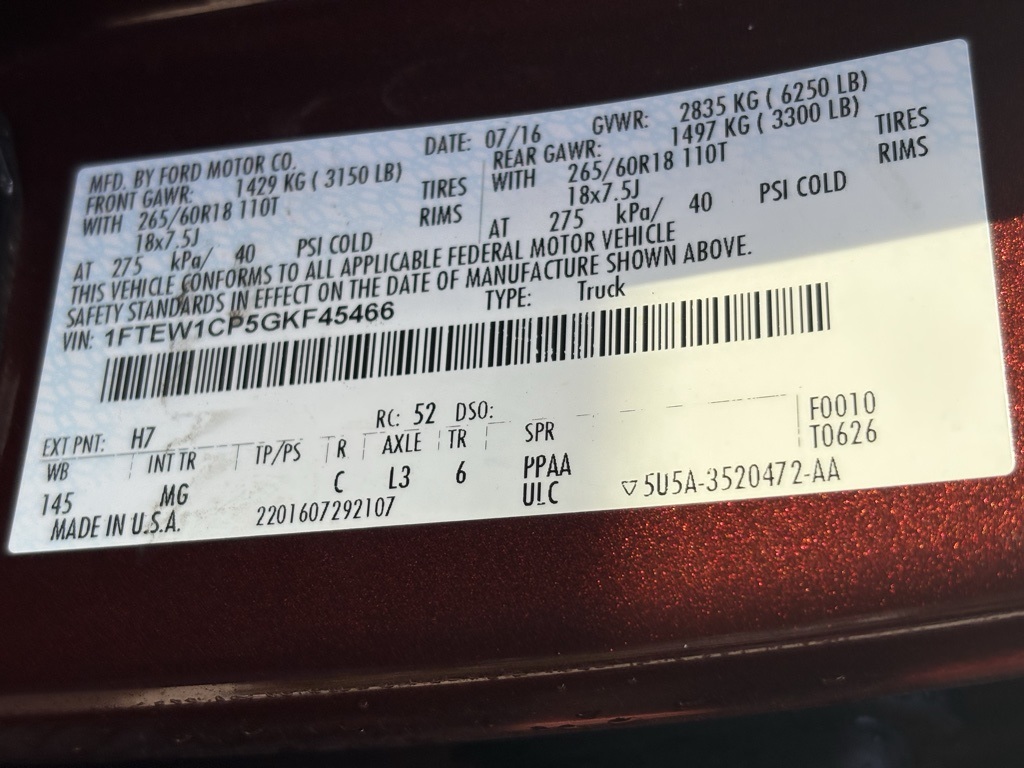 MFD. BY FORD MOTOR CO. DATE: 07/16 GVWR: 2835 KG ( 6250 LB)
FRONT GAWR: 1429 KG ( 3150 LB) REAR GAWR: 1497 KG ( 3300 LB)
WITH 265/60R18 110T TIRES WITH 265/60R18 110T TIRES
18x7.5J RIMS 18x7.5J RIMS
AT 275 kPa/ 40 PSI COLD AT 275 kPa/ 40 PSI COLD
THIS VEHICLE CONFORMS TO ALL APPLICABLE FEDERAL MOTOR VEHICLE
SAFETY STANDARDS IN EFFECT ON THE DATE OF MANUFACTURE SHOWN ABOVE.
VIN: 1FTEW1CP5GKF45466 TYPE: Truck
EXT PNT: H7 RC: 52 DSO: F0010
WB INT TR TP/PS R AXLE TR SPR T0626
145 MG C L3 6 PPAA
MADE IN U.S.A. 2201607292107 ULC ▽5U5A-3520472-AA